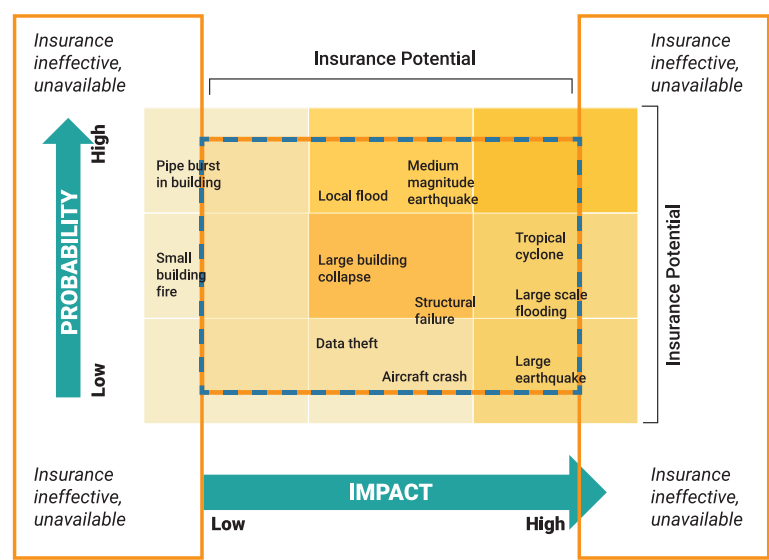 Insurance
ineffective,
unavailable
Insurance Potential
Insurance
ineffective,
unavailable
High
Pipe burst
in building
Local flood
Medium
magnitude
earthquake
PROBABILITY
Small
building
fire
Large building
collapse
Structural
failure
Tropical
cyclone
Large scale
flooding
Insurance Potential
Data theft
Aircraft crash
Large
earthquake
Low
Insurance
ineffective,
unavailable
IMPACT
Low
High
Insurance
ineffective,
unavailable